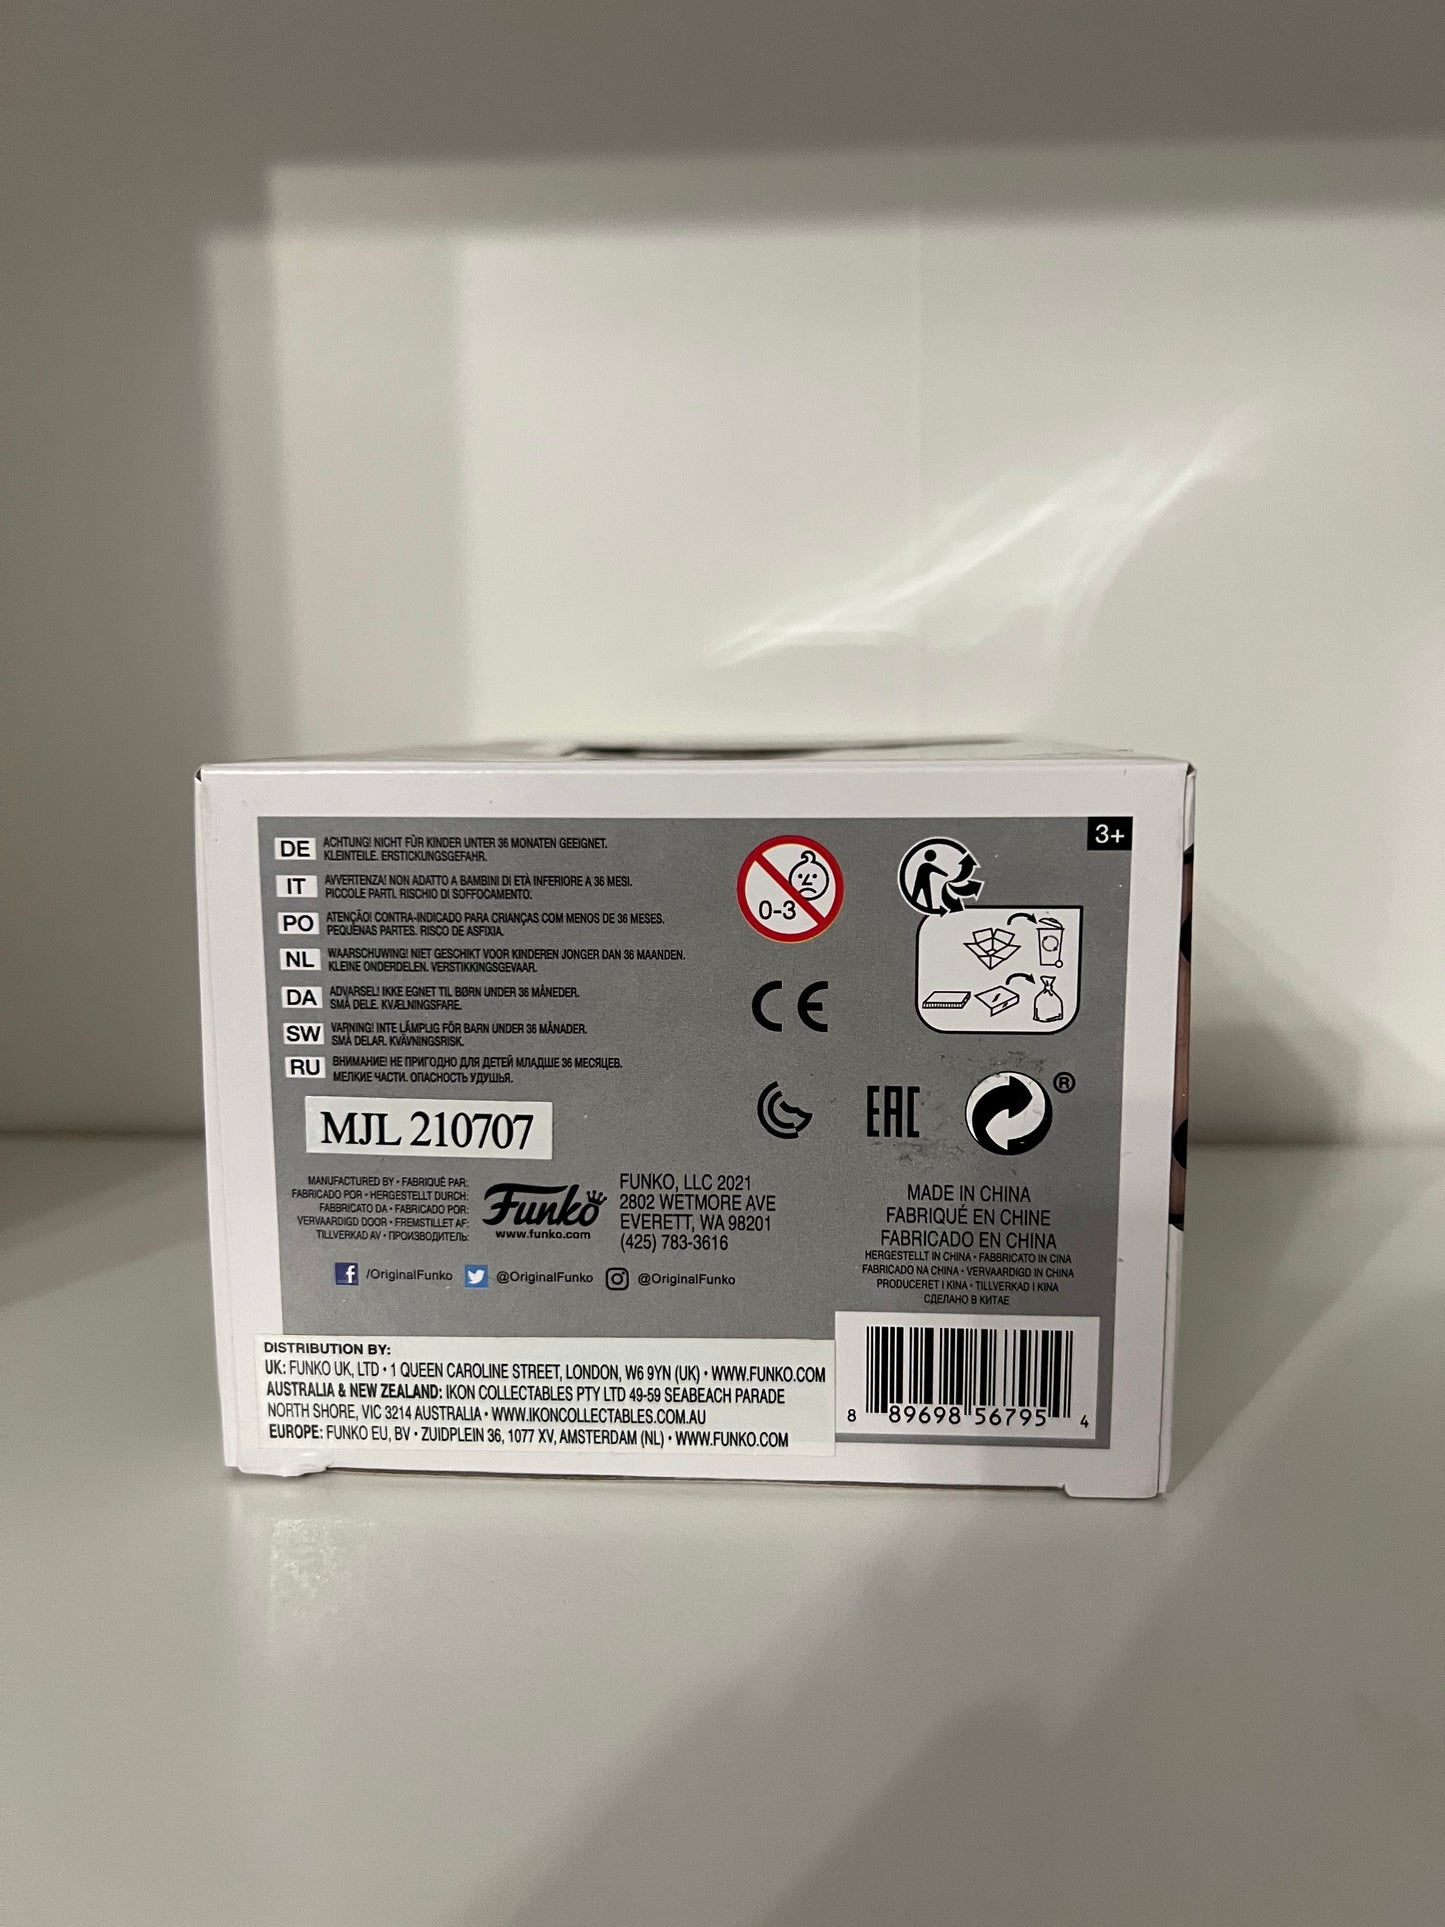 3+
DE ACHTUNG! NICHT FÜR KINDER UNTER 36 MONATEN GEEIGNET.
KLEINTEILE. ERSTICKUNGSGEFAHR.
IT AVVERTENZA! NON ADATTO A BAMBINI DI ETÀ INFERIORE A 36 MESI.
PICCOLE PARTI. RISCHIO DI SOFFOCAMENTO.
PO ATENÇÃO! CONTRA-INDICADO PARA CRIANÇAS COM MENOS DE 36 MESES.
PEQUENAS PARTES. RISCO DE ASFIXIA.
NL WAARSCHUWING! NIET GESCHIKT VOOR KINDEREN JONGER DAN 36 MAANDEN.
KLEINE ONDERDELEN. VERSTIKKINGSGEVAAR.
DA ADVARSEL! IKKE EGNET TIL BØRN UNDER 36 MÅNEDER.
SMÅ DELE. KVÆLNINGSFARE.
SW VARNING! INTE LÄMPLIG FÖR BARN UNDER 36 MÅNADER.
SMÅ DELAR. KVÄVNINGSRISK.
RU ВНИМАНИЕ! НЕ ПРИГОДНО ДЛЯ ДЕТЕЙ МЛАДШЕ 36 МЕСЯЦЕВ.
МЕЛКИЕ ЧАСТИ. ОПАСНОСТЬ УДУШЬЯ.
0-3
CE
EAC
®
MJL 210707
MANUFACTURED BY • FABRIQUÉ PAR:
FABRICADO POR • HERGESTELLT DURCH:
FABBRICATO DA • FABRICADO POR:
VERVAARDIGD DOOR • FREMSTILLET AF:
TILLVERKAD AV • ПРОИЗВОДИТЕЛЬ:
Funko
www.funko.com
FUNKO, LLC 2021
2802 WETMORE AVE
EVERETT, WA 98201
(425) 783-3616
/OriginalFunko @OriginalFunko @OriginalFunko
MADE IN CHINA
FABRIQUÉ EN CHINE
FABRICADO EN CHINA
HERGESTELLT IN CHINA • FABBRICATO IN CINA
FABRICADO NA CHINA • VERVAARDIGD IN CHINA
PRODUCERET I KINA • TILLVERKAD I KINA
СДЕЛАНО В КИТАЕ
DISTRIBUTION BY:
UK: FUNKO UK, LTD • 1 QUEEN CAROLINE STREET, LONDON, W6 9YN (UK) • WWW.FUNKO.COM
AUSTRALIA & NEW ZEALAND: IKON COLLECTABLES PTY LTD 49-59 SEABEACH PARADE
NORTH SHORE, VIC 3214 AUSTRALIA • WWW.IKONCOLLECTABLES.COM.AU
EUROPE: FUNKO EU, BV • ZUIDPLEIN 36, 1077 XV, AMSTERDAM (NL) • WWW.FUNKO.COM
8 89698 56795 4